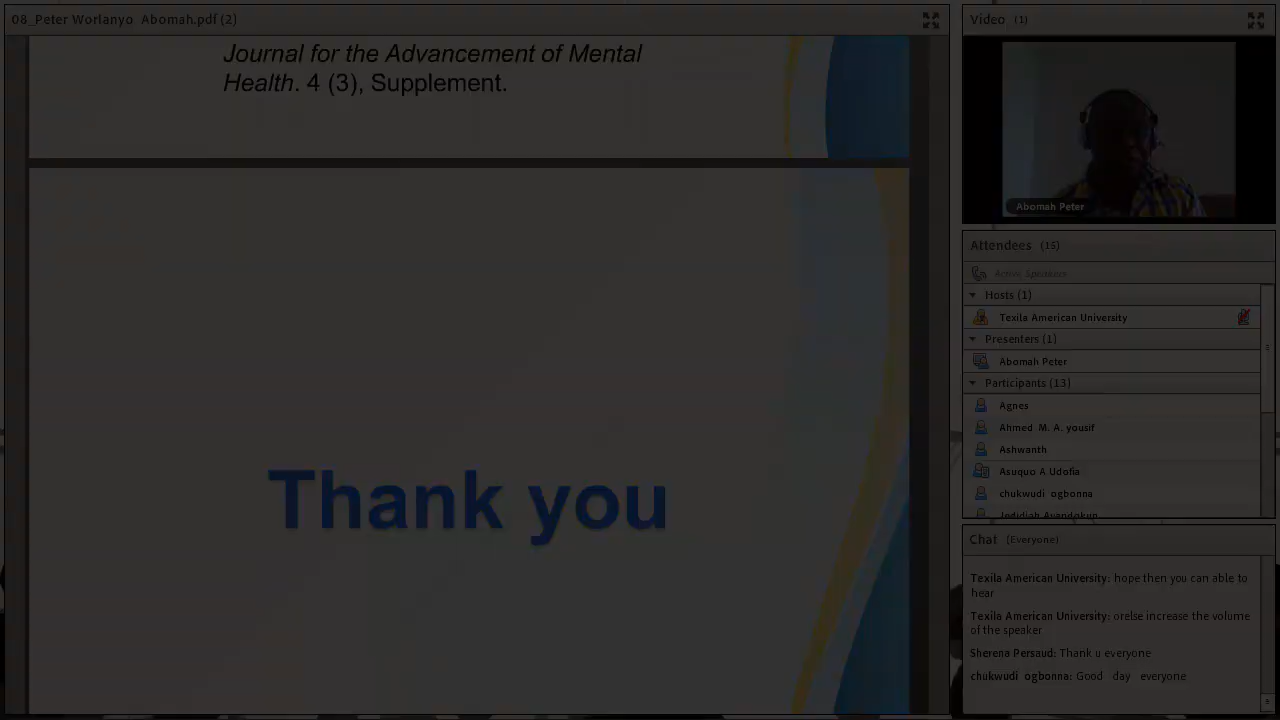 08_Peter Worlanyo Abomah.pdf (2)
Journal for the Advancement of Mental
Health. 4 (3), Supplement.
Thank you
Video (1)
Abomah Peter
Attendees (15)
Active Speakers
Hosts (1)
Texila American University
Presenters (1)
Abomah Peter
Participants (13)
Agnes
Ahmed M. A. yousif
Ashwanth
Asuquo A Udofia
chukwudi ogbonna
Chat (Everyone)
Texila American University: hope then you can able to
hear
Texila American University: orelse increase the volume
of the speaker
Sherena Persaud: Thank u everyone
chukwudi ogbonna: Good day everyone